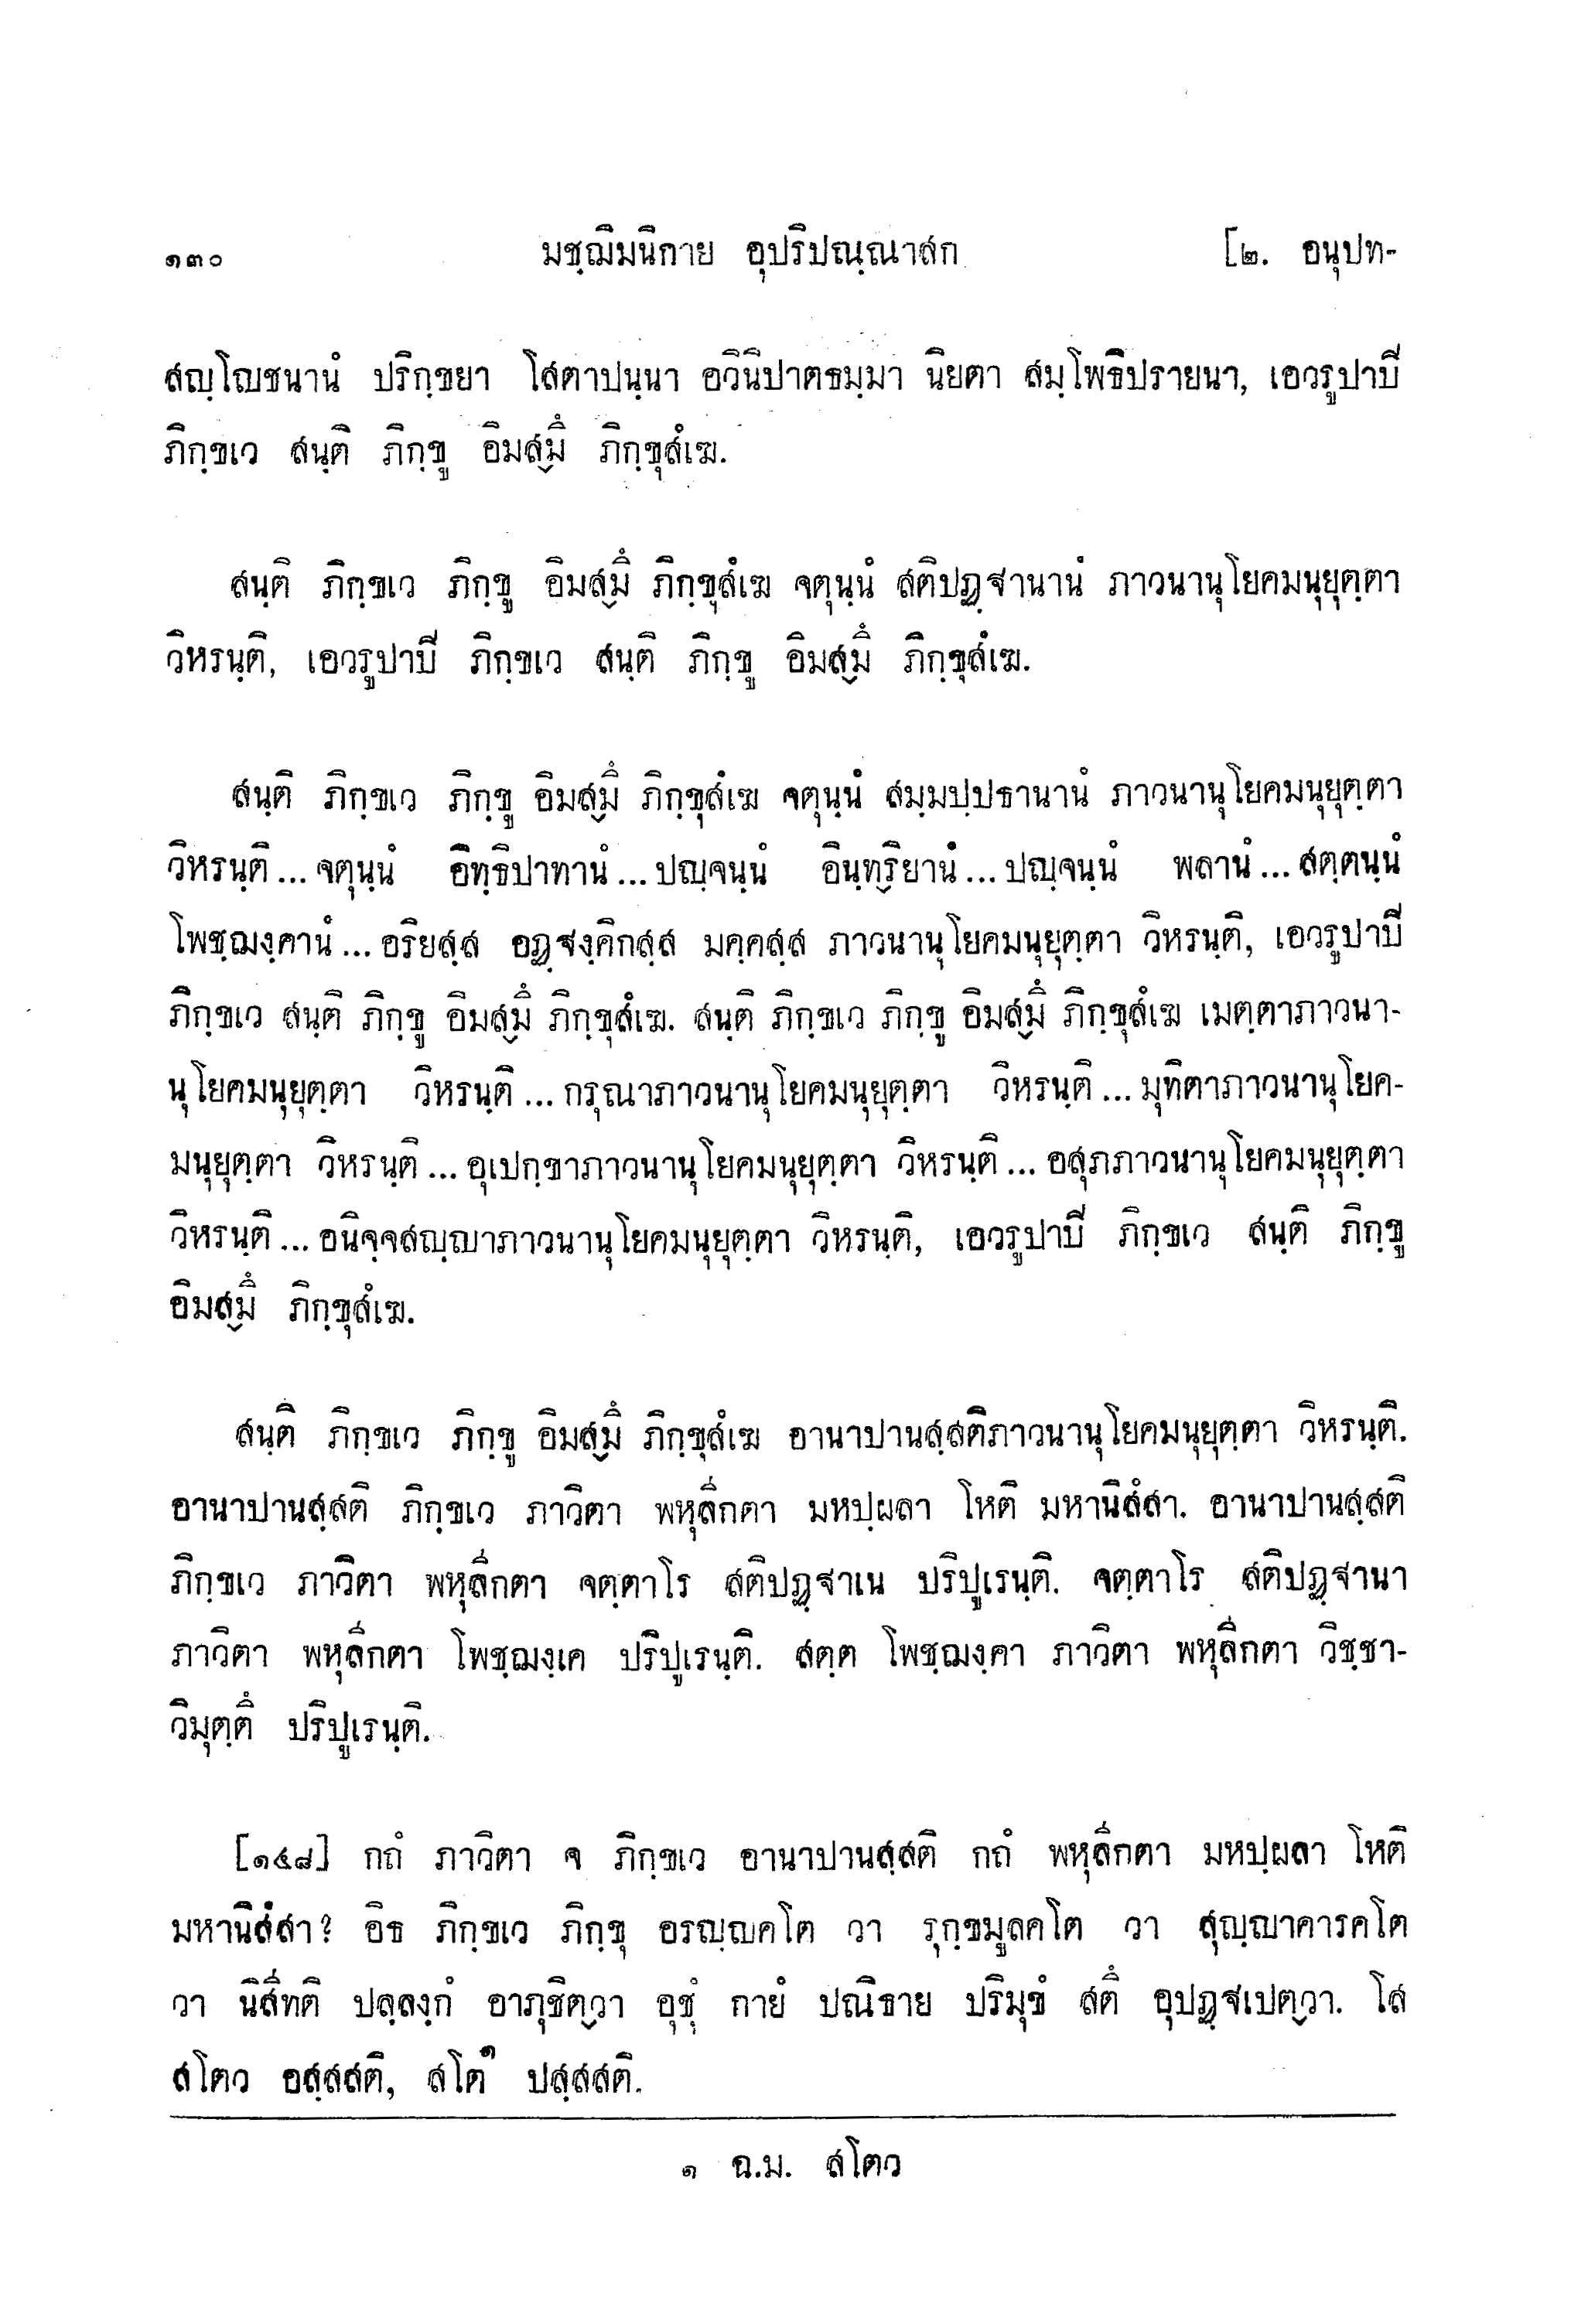 ๑๓๐ มชฺฌิมนิกาย อุปริปณฺณาสก [๒. อนุปท-
สญฺโญชนานํ ปริกฺขยา โสตาปนฺนา อวินิปาตธมฺมา นิยตา สมฺโพธิปรายนา, เอวรูปาปิ
ภิกฺขเว สนฺติ ภิกฺขู อิมสฺมิํ ภิกฺขุสํเฆ.
สนฺติ ภิกฺขเว ภิกฺขู อิมสฺมิํ ภิกฺขุสํเฆ จตุนฺนํ สติปฏฺฐานานํ ภาวนานุโยคมนุยุตฺตา
วิหรนฺติ, เอวรูปาปิ ภิกฺขเว สนฺติ ภิกฺขู อิมสฺมิํ ภิกฺขุสํเฆ.
สนฺติ ภิกฺขเว ภิกฺขู อิมสฺมิํ ภิกฺขุสํเฆ จตุนฺนํ สมฺมปฺปธานานํ ภาวนานุโยคมนุยุตฺตา
วิหรนฺติ ... จตุนฺนํ อิทฺธิปาทานํ ... ปญฺจนฺนํ อินฺทฺริยานํ ... ปญฺจนฺนํ พลานํ ... สตฺตนฺนํ
โพชฺฌงฺคานํ ... อริยสฺส อฏฺฐงฺคิกสฺส มคฺคสฺส ภาวนานุโยคมนุยุตฺตา วิหรนฺติ, เอวรูปาปิ
ภิกฺขเว สนฺติ ภิกฺขู อิมสฺมิํ ภิกฺขุสํเฆ. สนฺติ ภิกฺขเว ภิกฺขู อิมสฺมิํ ภิกฺขุสํเฆ เมตฺตาภาวนา-
นุโยคมนุยุตฺตา วิหรนฺติ ... กรุณาภาวนานุโยคมนุยุตฺตา วิหรนฺติ ... มุทิตาภาวนานุโยค-
มนุยุตฺตา วิหรนฺติ ... อุเปกฺขาภาวนานุโยคมนุยุตฺตา วิหรนฺติ ... อสุภภาวนานุโยคมนุยุตฺตา
วิหรนฺติ ... อนิจฺจสญฺญาภาวนานุโยคมนุยุตฺตา วิหรนฺติ, เอวรูปาปิ ภิกฺขเว สนฺติ ภิกฺขู
อิมสฺมิํ ภิกฺขุสํเฆ.
สนฺติ ภิกฺขเว ภิกฺขู อิมสฺมิํ ภิกฺขุสํเฆ อานาปานสฺสติภาวนานุโยคมนุยุตฺตา วิหรนฺติ.
อานาปานสฺสติ ภิกฺขเว ภาวิตา พหุลีกตา มหปฺผลา โหติ มหานิสํสา. อานาปานสฺสติ
ภิกฺขเว ภาวิตา พหุลีกตา จตฺตาโร สติปฏฺฐาเน ปริปูเรนฺติ. จตฺตาโร สติปฏฺฐานา
ภาวิตา พหุลีกตา โพชฺฌงฺเค ปริปูเรนฺติ. สตฺต โพชฺฌงฺคา ภาวิตา พหุลีกตา วิชฺชา-
วิมุตฺติํ ปริปูเรนฺติ.
[๑๔๘] กถํ ภาวิตา จ ภิกฺขเว อานาปานสฺสติ กถํ พหุลีกตา มหปฺผลา โหติ
มหานิสํสา? อิธ ภิกฺขเว ภิกฺขุ อรญฺญคโต วา รุกฺขมูลคโต วา สุญฺญาคารคโต
วา นิสีทติ ปลฺลงฺกํ อาภุชิตฺวา อุชุํ กายํ ปณิธาย ปริมุขํ สติํ อุปฏฺฐเปตฺวา. โส
สโตว อสฺสสติ, สโต๑ ปสฺสสติ.
๑ ฉ.ม. สโตว